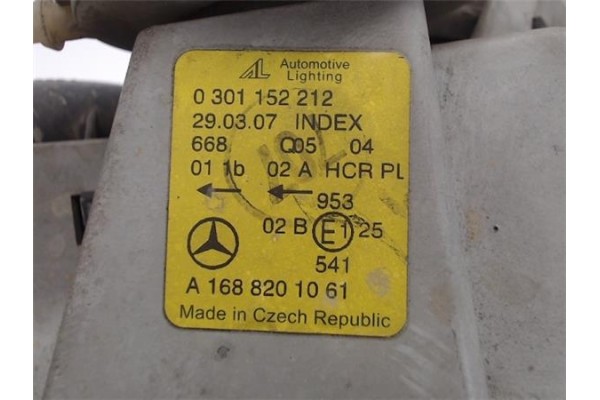 AL Automotive
Lighting
0 301 152 212
29.03.07 INDEX
668 Q05 04
01 1b 02 A HCR PL
953
02 B E1 25
541
A 168 820 10 61
Made in Czech Republic